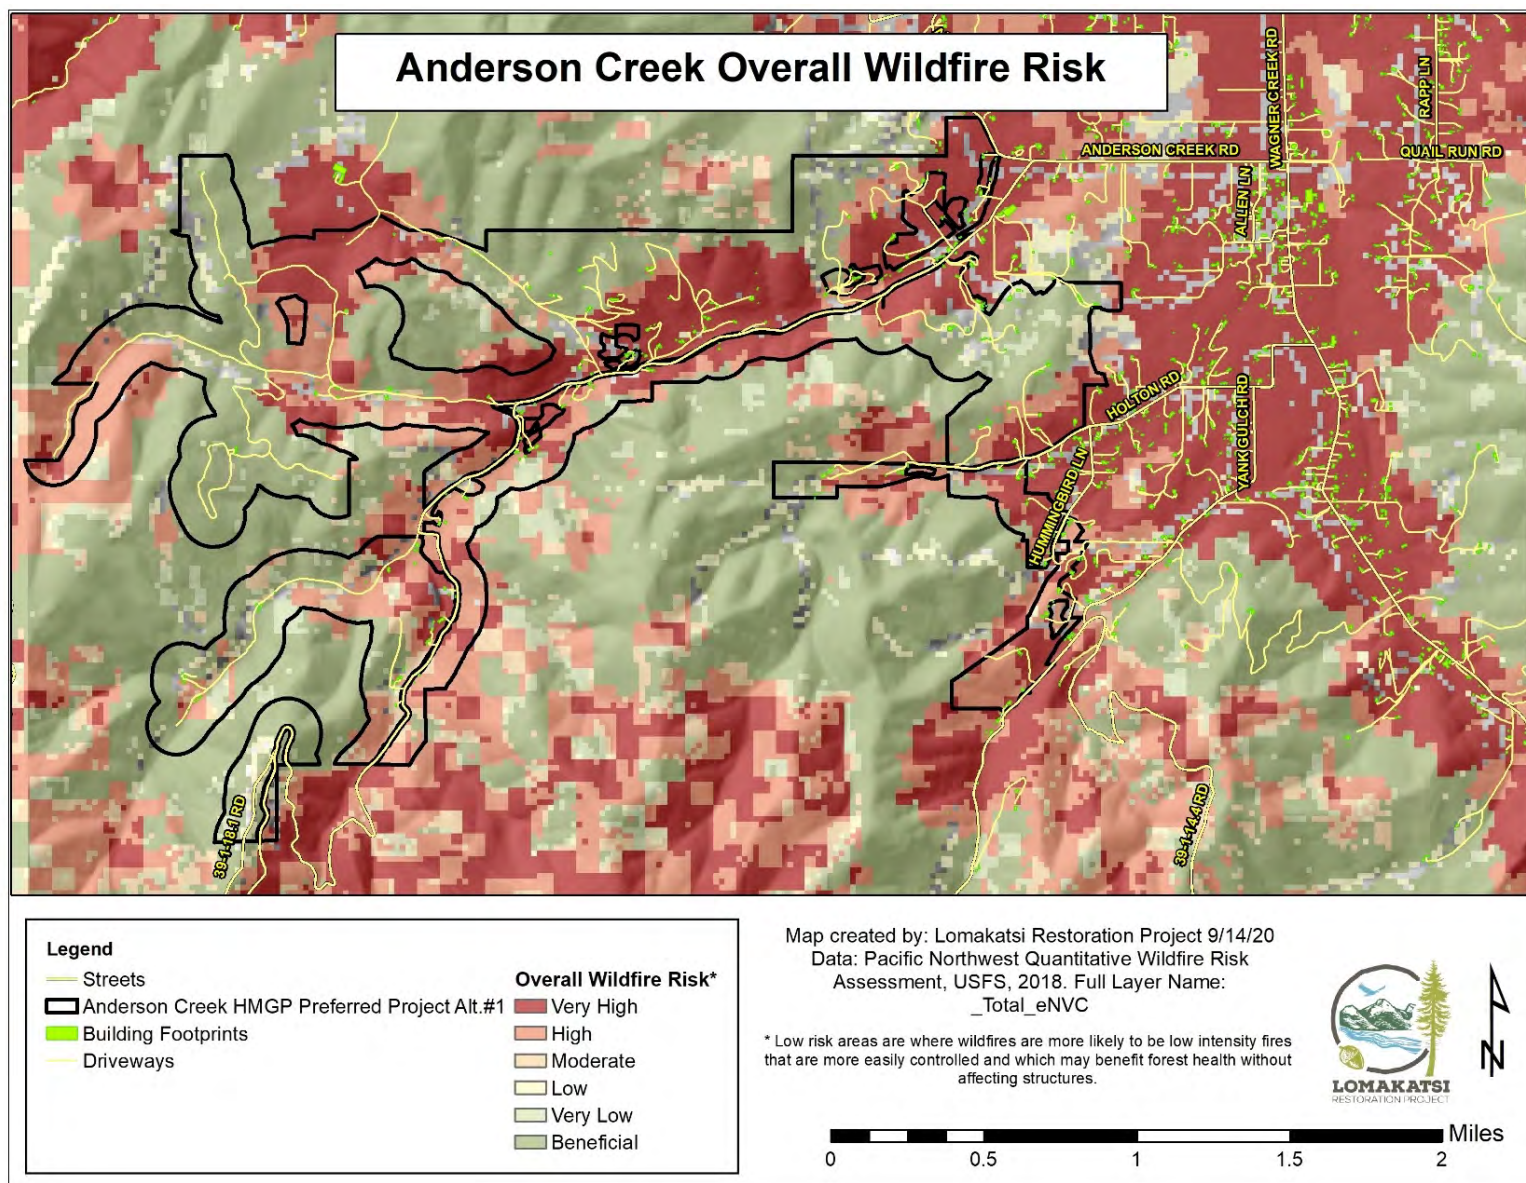 Anderson Creek Overall Wildfire Risk
WAGNER CREEK RD
RAPP LN
ANDERSON CREEK RD
QUAIL RUN RD
ALLEN LN
HOLTON RD
YANK GULCH RD
HUMMINGBIRD LN
39-1-18.1 RD
39-1-14.4 RD
Legend
Streets
Anderson Creek HMGP Preferred Project Alt.#1
Building Footprints
Driveways
Overall Wildfire Risk*
Very High
High
Moderate
Low
Very Low
Beneficial
Map created by: Lomakatsi Restoration Project 9/14/20
Data: Pacific Northwest Quantitative Wildfire Risk
Assessment, USFS, 2018. Full Layer Name:
_Total_eNVC
* Low risk areas are where wildfires are more likely to be low intensity fires
that are more easily controlled and which may benefit forest health without
affecting structures.
LOMAKATSI
RESTORATION PROJECT
N
Miles
0 0.5 1 1.5 2